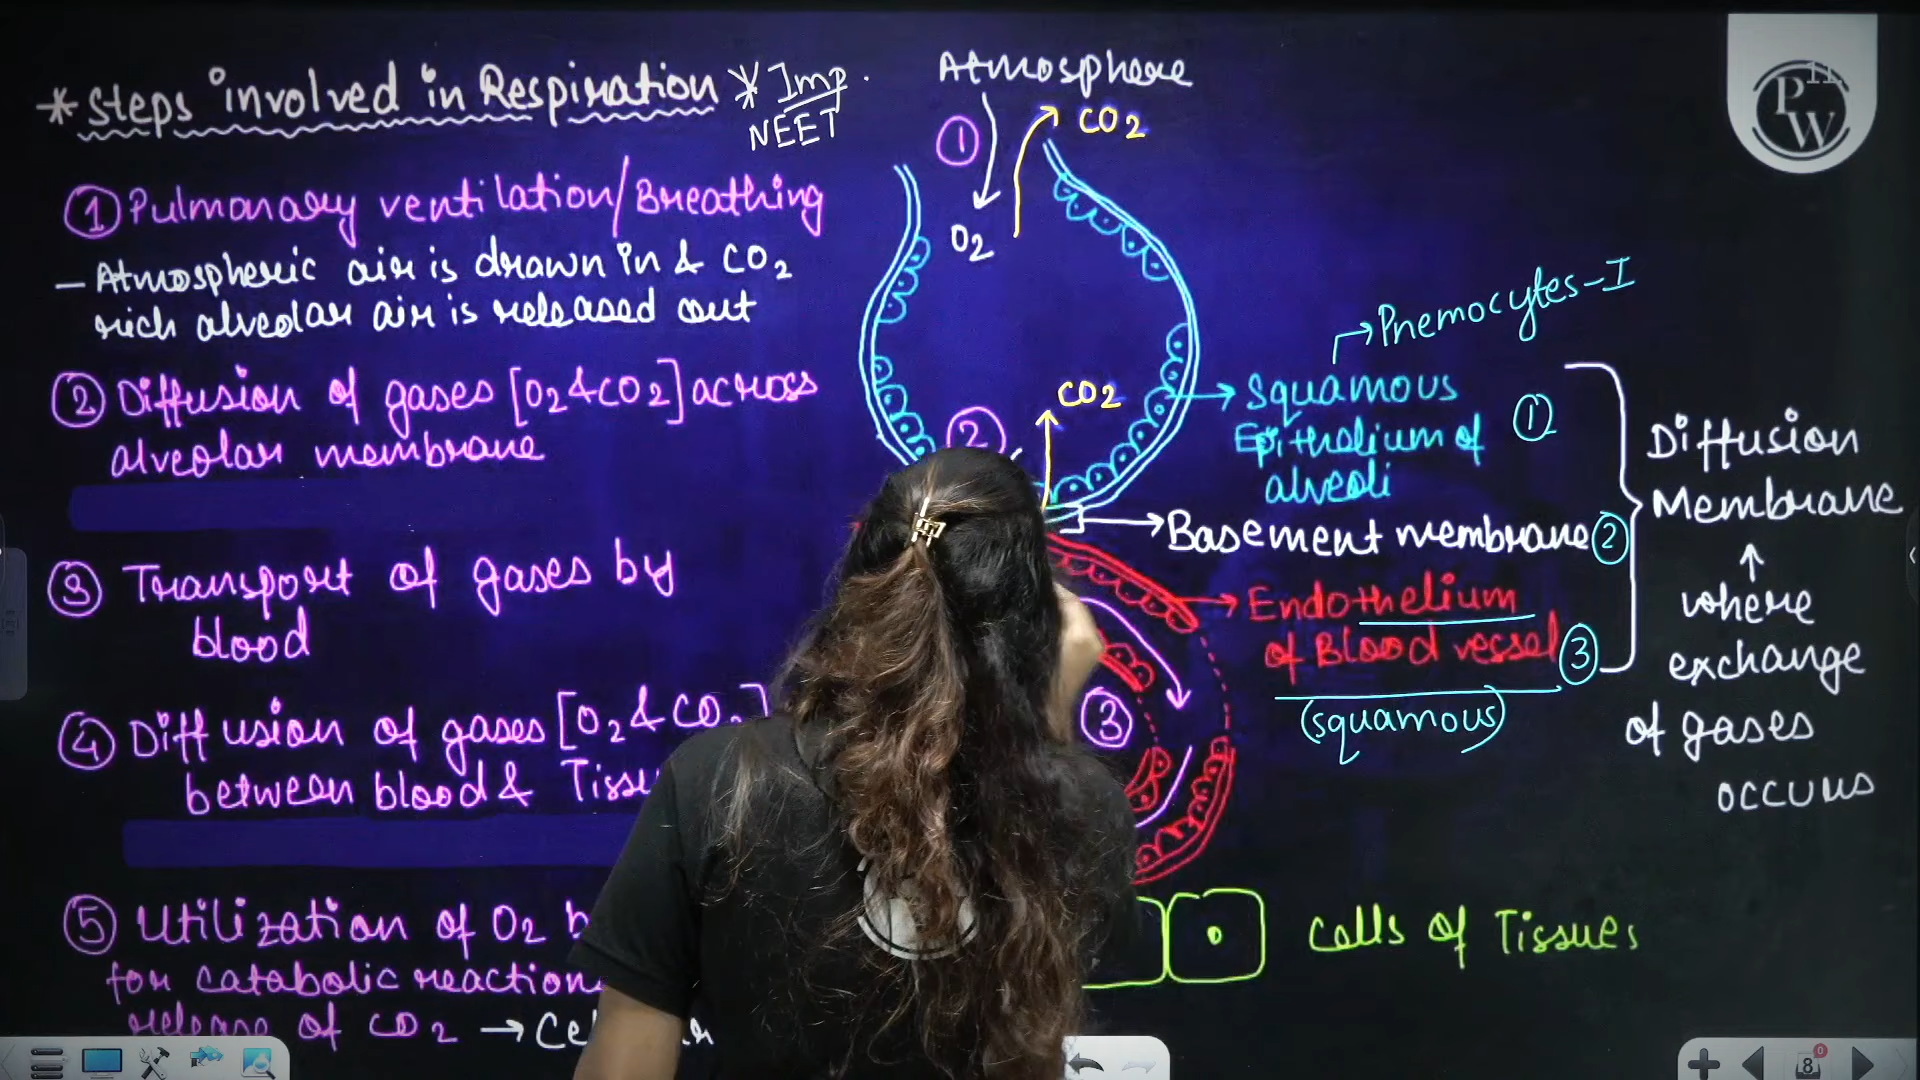 * Steps involved in Respiration * Imp.
NEET
① Pulmonary ventilation/Breathing
– Atmospheric air is drawn in & CO2
rich alveolar air is released out
② Diffusion of gases [O2&CO2] across
alveolar membrane
③ Transport of gases by
blood
④ Diffusion of gases [O2&CO2]
between blood &
⑤ Utilization of O2
for catabolic
release of CO2 →
Atmosphere
①
CO2
O2
CO2
②
③
→ Pnemocytes-I
→ Squamous
Epithelium of ①
alveoli
→ Basement membrane ②
→ Endothelium
of Blood vessel ③
(squamous)
Diffusion
Membrane
↑
where
exchange
of gases
occurs
Cells of Tissues
PW
8
0